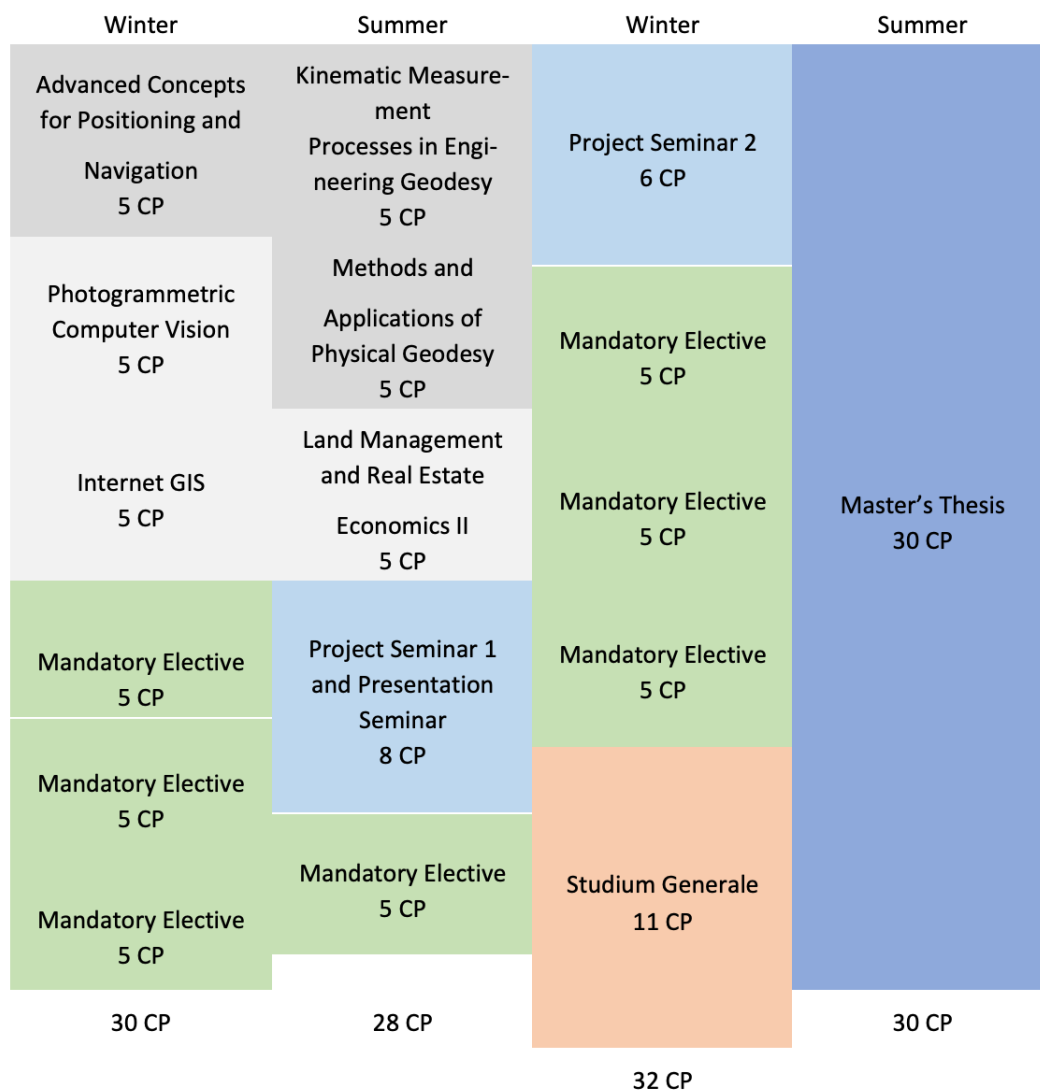 Winter
Summer
Winter
Summer
Advanced Concepts
for Positioning and
Navigation
5 CP
Photogrammetric
Computer Vision
5 CP
Internet GIS
5 CP
Mandatory Elective
5 CP
Mandatory Elective
5 CP
Mandatory Elective
5 CP
30 CP
Kinematic Measure-
ment
Processes in Engi-
neering Geodesy
5 CP
Methods and
Applications of
Physical Geodesy
5 CP
Land Management
and Real Estate
Economics II
5 CP
Project Seminar 1
and Presentation
Seminar
8 CP
Mandatory Elective
5 CP
28 CP
Project Seminar 2
6 CP
Mandatory Elective
5 CP
Mandatory Elective
5 CP
Mandatory Elective
5 CP
Studium Generale
11 CP
32 CP
Master’s Thesis
30 CP
30 CP